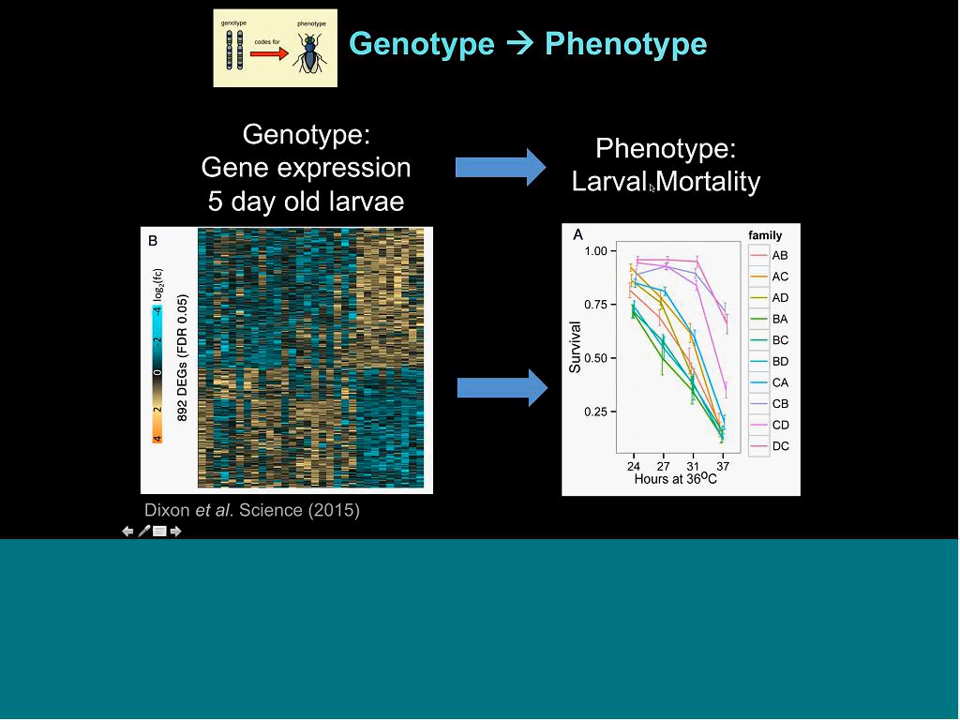 genotype
phenotype
codes for
Genotype → Phenotype
Genotype:
Gene expression
5 day old larvae
Phenotype:
Larval Mortality
B
log2(fc)
-4
-2
0
2
4
892 DEGs (FDR 0.05)
A
Survival
1.00
0.75
0.50
0.25
24 27 31 37
Hours at 36°C
family
AB
AC
AD
BA
BC
BD
CA
CB
CD
DC
Dixon et al. Science (2015)